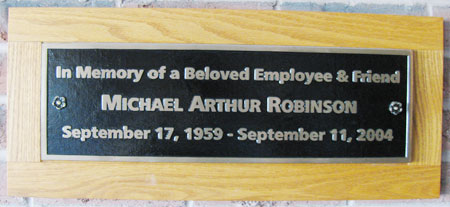 In Memory of a Beloved Employee & Friend
MICHAEL ARTHUR ROBINSON
September 17, 1959 - September 11, 2004